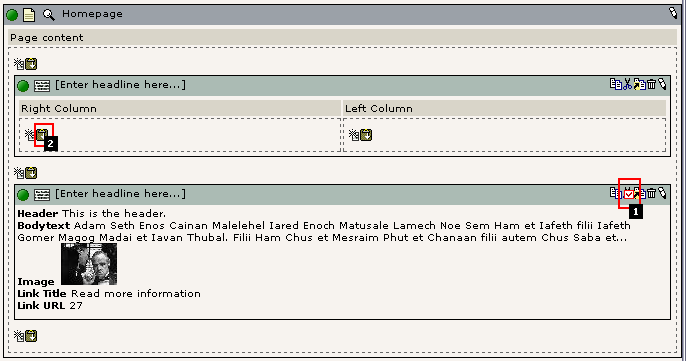 Homepage
Page content
[Enter headline here...]
Right Column Left Column
2
[Enter headline here...]
1
Header This is the header.
Bodytext Adam Seth Enos Cainan Malelehel Iared Enoch Matusale Lamech Noe Sem Ham et Iafeth filii Iafeth
Gomer Magog Madai et Iavan Thubal. Filii Ham Chus et Mesraim Phut et Chanaan filii autem Chus Saba et...
Image
Link Title Read more information
Link URL 27